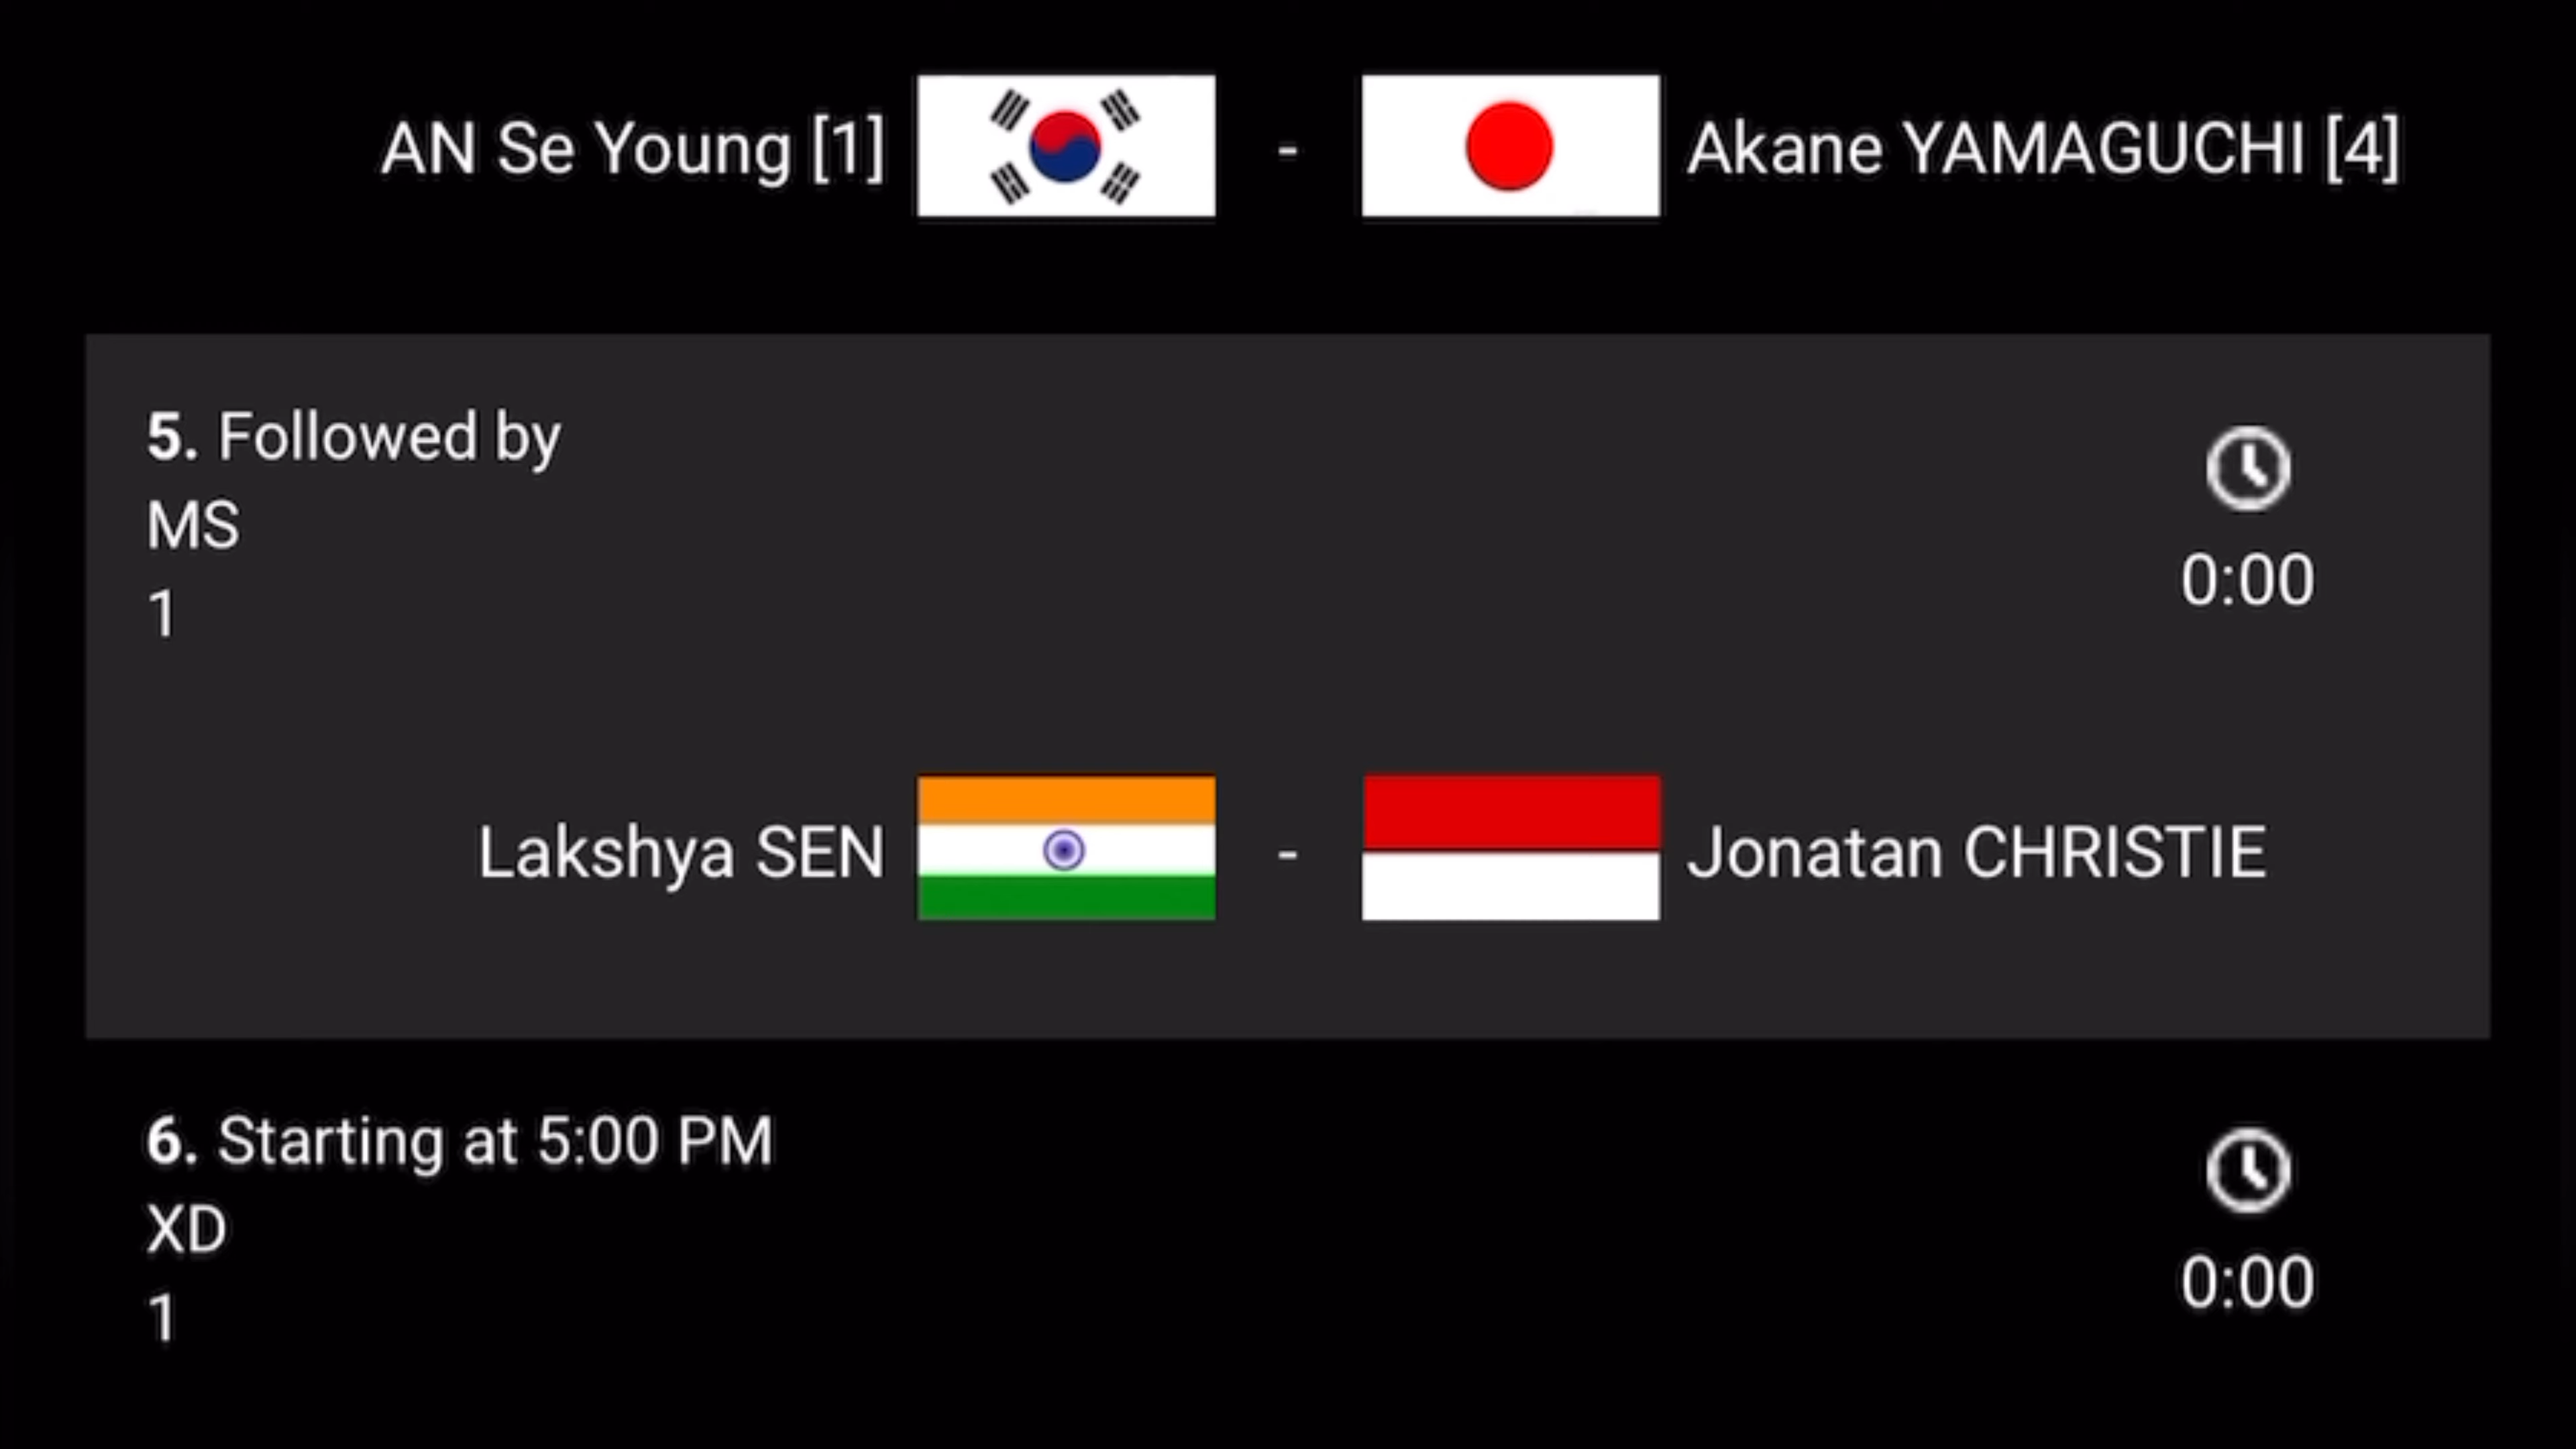 AN Se Young [1] - Akane YAMAGUCHI [4]
5. Followed by
MS
1
0:00
Lakshya SEN - Jonatan CHRISTIE
6. Starting at 5:00 PM
XD
1
0:00